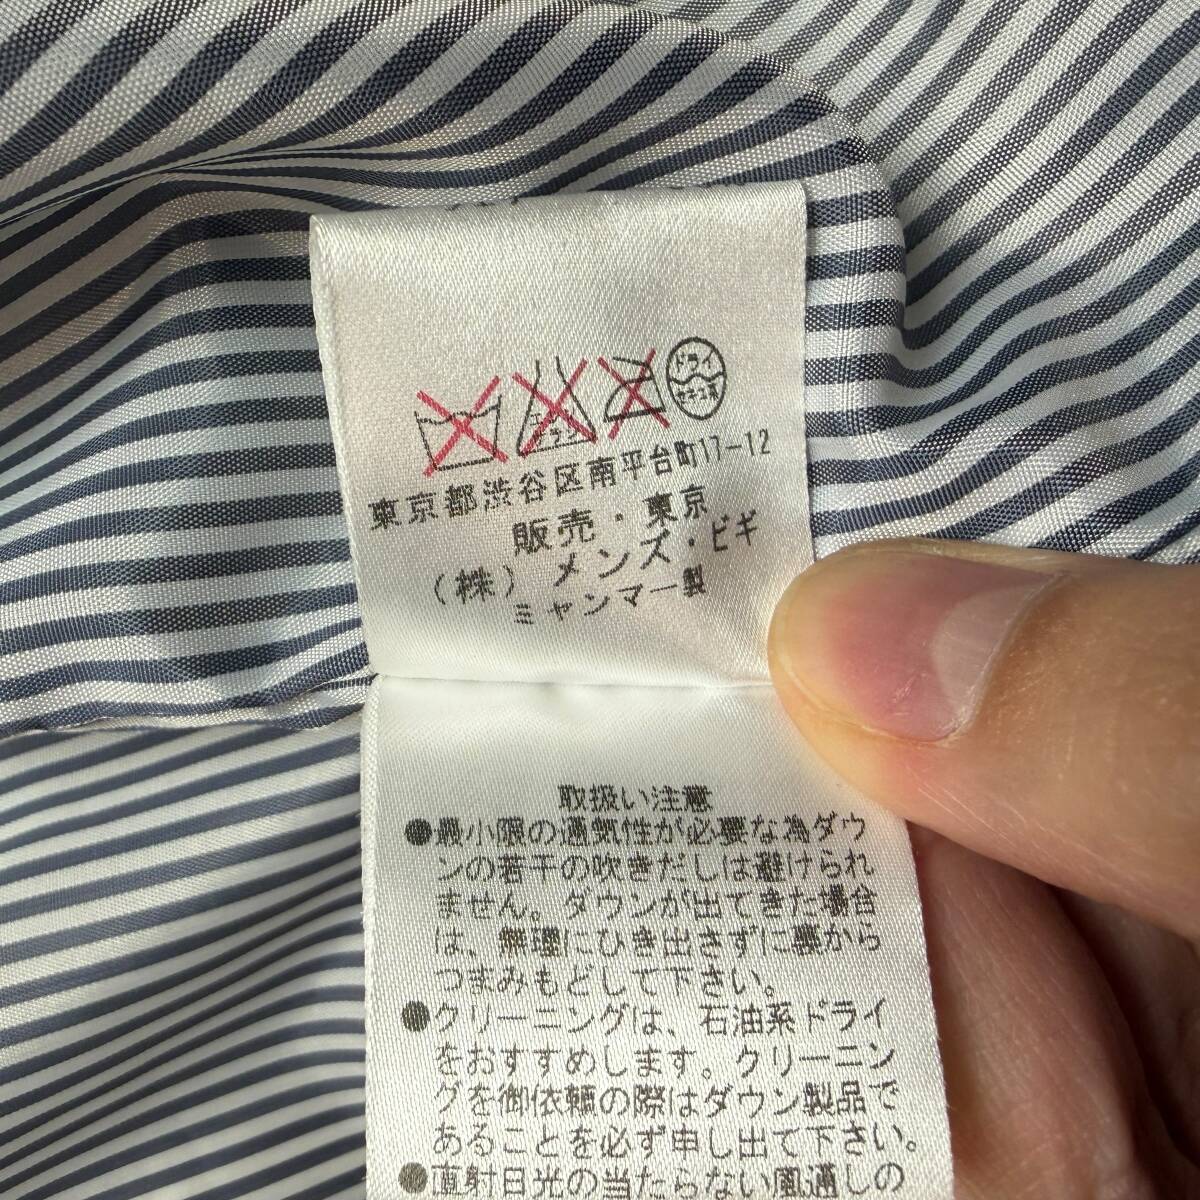 エン
ソ
ドライ
セキユ系
東京都渋谷区南平台町17-12
販売・東京
(株) メンズ・ビギ
ミャンマー製
取扱い注意
●最小限の通気性が必要な為ダウ
ンの若干の吹きだしは避けられ
ません。ダウンが出てきた場合
は、無理にひき出さずに裏から
つまみもどして下さい。
●クリーニングは、石油系ドライ
をおすすめします。クリーニン
グを御依頼の際はダウン製品で
あることを必ず申し出て下さい。
●直射日光の当たらない風通しの